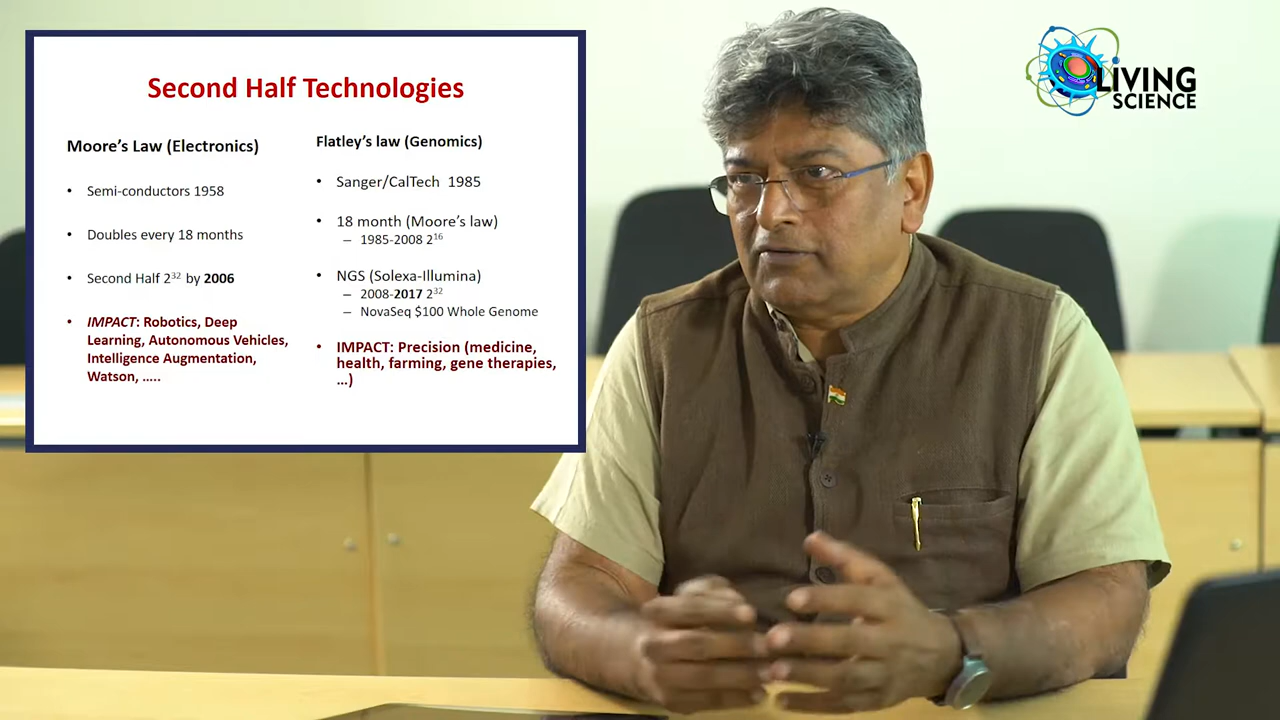 Second Half Technologies
Moore's Law (Electronics)
• Semi-conductors 1958
• Doubles every 18 months
• Second Half 2³² by 2006
• IMPACT: Robotics, Deep
Learning, Autonomous Vehicles,
Intelligence Augmentation,
Watson, …..
Flatley's law (Genomics)
• Sanger/CalTech 1985
• 18 month (Moore's law)
– 1985-2008 2¹⁶
• NGS (Solexa-Illumina)
– 2008-2017 2³²
– NovaSeq $100 Whole Genome
• IMPACT: Precision (medicine,
health, farming, gene therapies,
…)
LIVING
SCIENCE